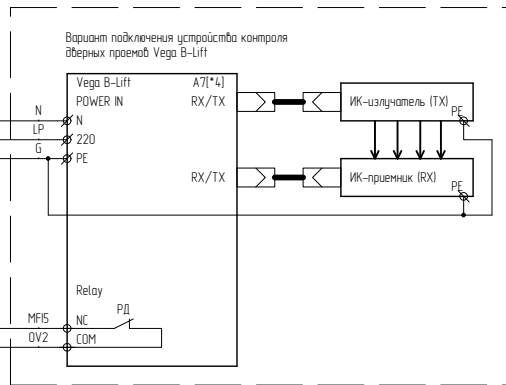 Вариант подключения устройства контроля
дверных проемов Vega B-Lift
Vega B-Lift A7[*4]
POWER IN RX/TX
N N
LP 220
G PE
ИК-излучатель (TX)
PE
RX/TX
ИК-приемник (RX)
PE
Relay
РД
MFI5 NC
0V2 COM